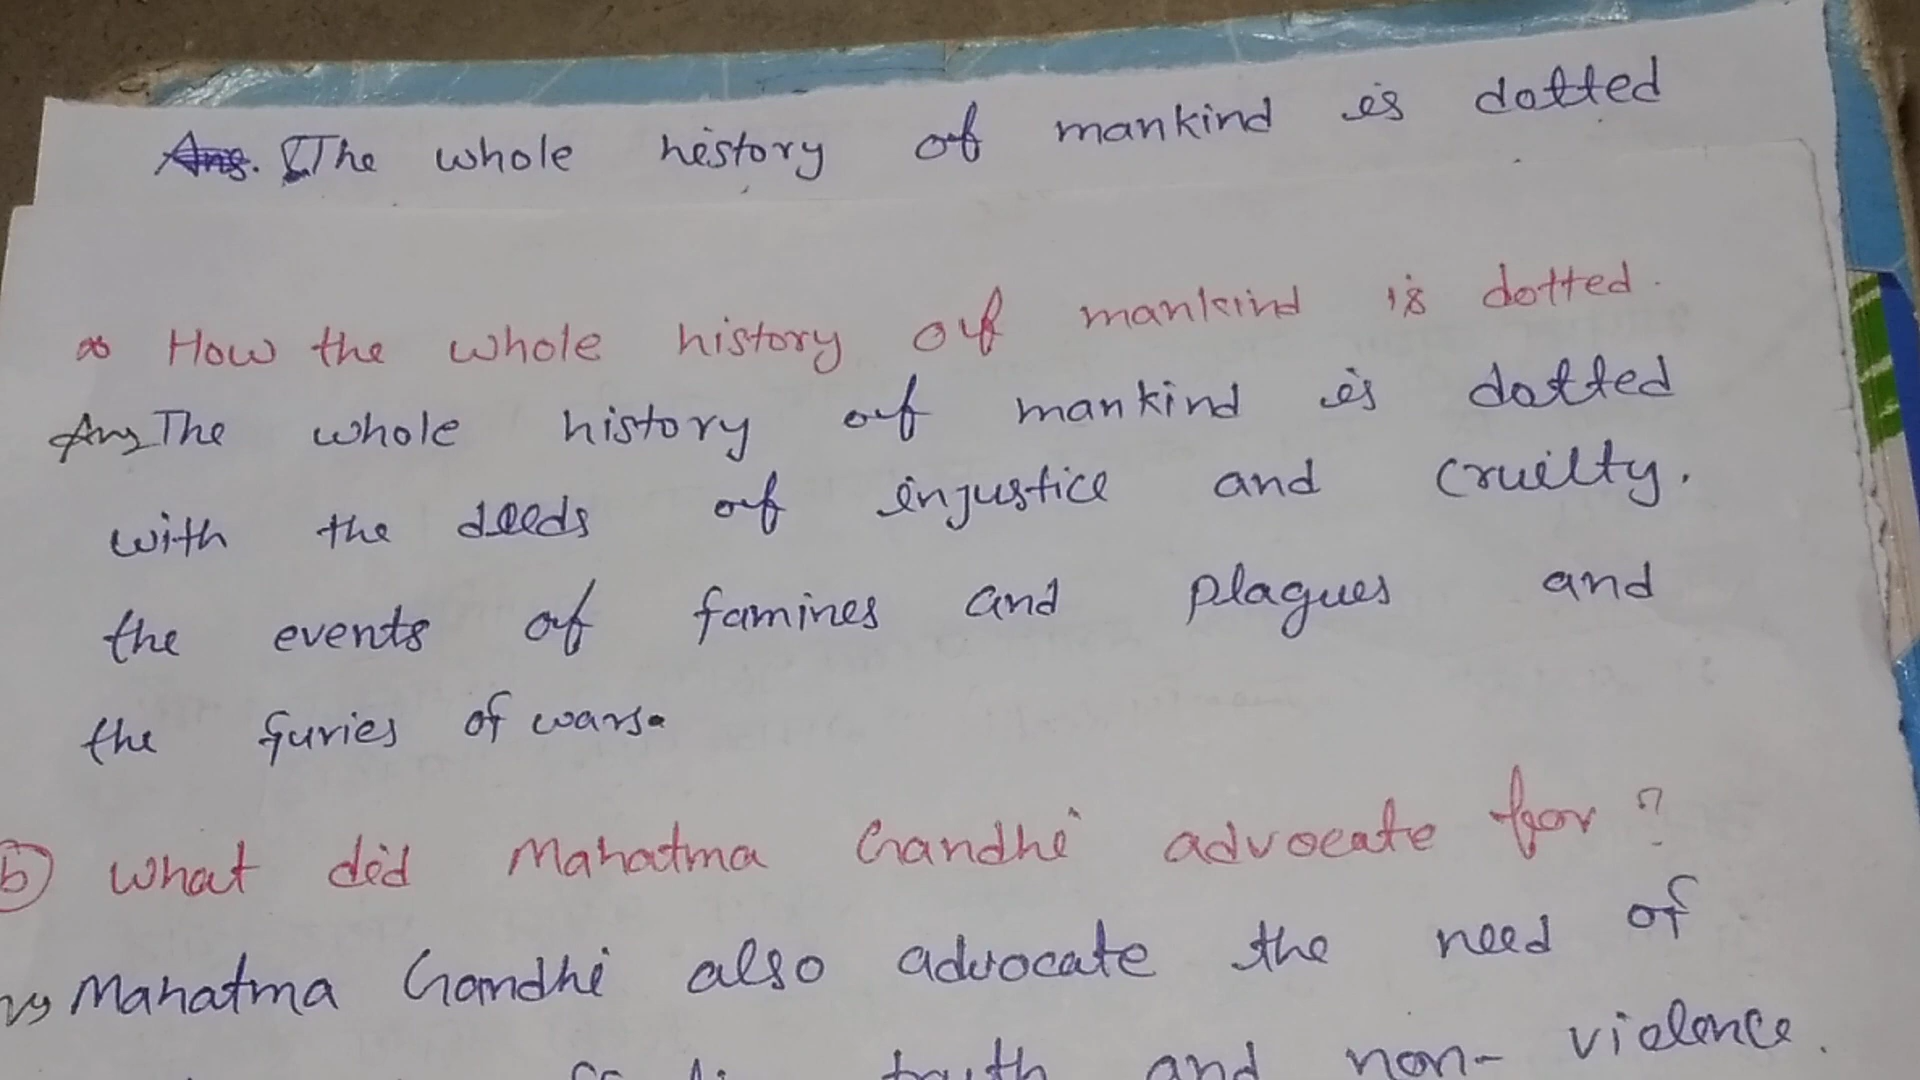 Ans. The whole history of mankind is dotted
How the whole history of mankind is dotted.
Ans The whole history of mankind is dotted
with the deeds of injustice and cruilty.
the events of famines and plagues and
the furies of wars.
b) What did Mahatma Gandhi advocate for?
Mahatma Gandhi also advocate the need of
truth and non-violence.